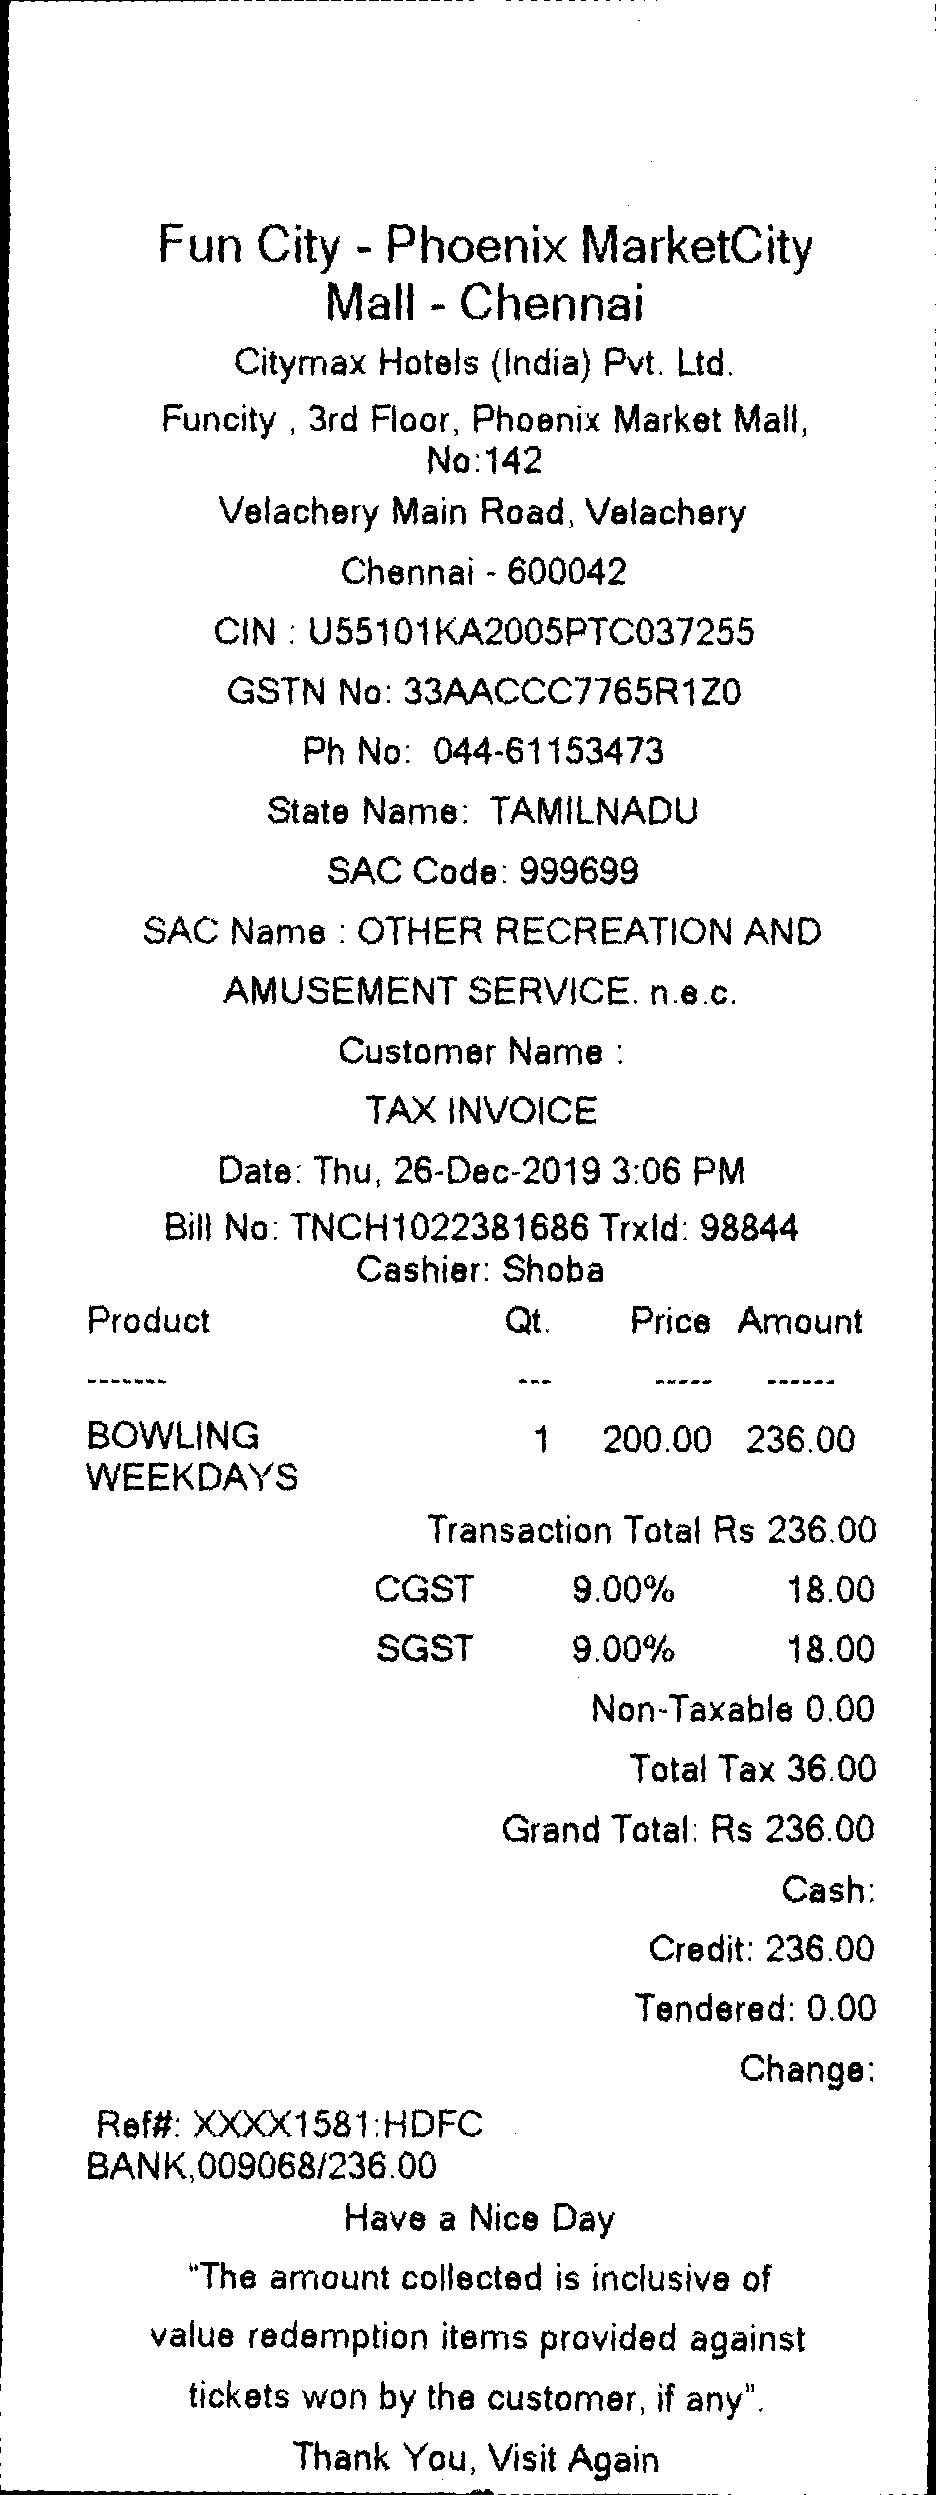 Fun City - Phoenix MarketCity
Mall - Chennai
Citymax Hotels (India) Pvt. Ltd.
Funcity , 3rd Floor, Phoenix Market Mall,
No:142
Velachery Main Road, Velachery
Chennai - 600042
CIN : U55101KA2005PTC037255
GSTN No: 33AACCC7765R1Z0
Ph No: 044-61153473
State Name: TAMILNADU
SAC Code: 999699
SAC Name : OTHER RECREATION AND
AMUSEMENT SERVICE. n.e.c.
Customer Name :
TAX INVOICE
Date: Thu, 26-Dec-2019 3:06 PM
Bill No: TNCH1022381686 TrxId: 98844
Cashier: Shoba
Product Qt. Price Amount
------- --- ----- ------
BOWLING 1 200.00 236.00
WEEKDAYS
Transaction Total Rs 236.00
CGST 9.00% 18.00
SGST 9.00% 18.00
Non-Taxable 0.00
Total Tax 36.00
Grand Total: Rs 236.00
Cash:
Credit: 236.00
Tendered: 0.00
Change:
Ref#: XXXX1581:HDFC
BANK,009068/236.00
Have a Nice Day
"The amount collected is inclusive of
value redemption items provided against
tickets won by the customer, if any".
Thank You, Visit Again